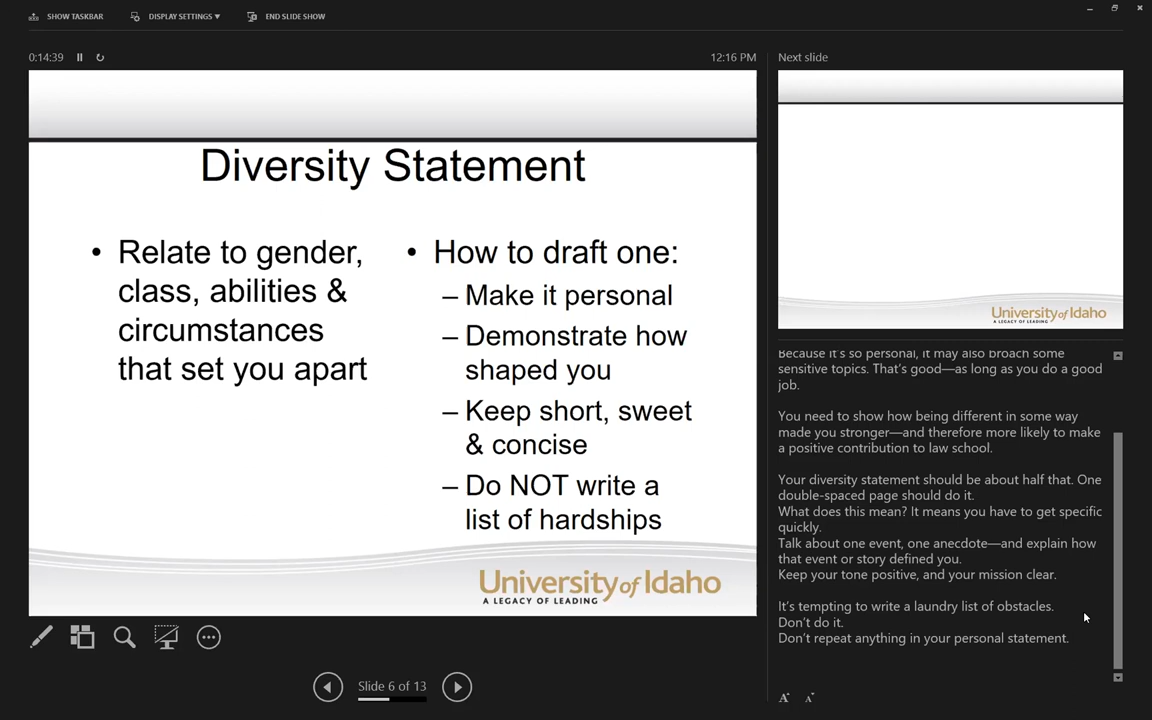 SHOW TASKBAR
DISPLAY SETTINGS ▼
END SLIDE SHOW
0:14:39
12:16 PM
Diversity Statement
• Relate to gender,
class, abilities &
circumstances
that set you apart
• How to draft one:
– Make it personal
– Demonstrate how
shaped you
– Keep short, sweet
& concise
– Do NOT write a
list of hardships
University of Idaho
A LEGACY OF LEADING
Slide 6 of 13
Next slide
University of Idaho
A LEGACY OF LEADING
Because it's so personal, it may also broach some
sensitive topics. That's good—as long as you do a good
job.
You need to show how being different in some way
made you stronger—and therefore more likely to make
a positive contribution to law school.
Your diversity statement should be about half that. One
double-spaced page should do it.
What does this mean? It means you have to get specific
quickly.
Talk about one event, one anecdote—and explain how
that event or story defined you.
Keep your tone positive, and your mission clear.
It's tempting to write a laundry list of obstacles.
Don't do it.
Don't repeat anything in your personal statement.
A A